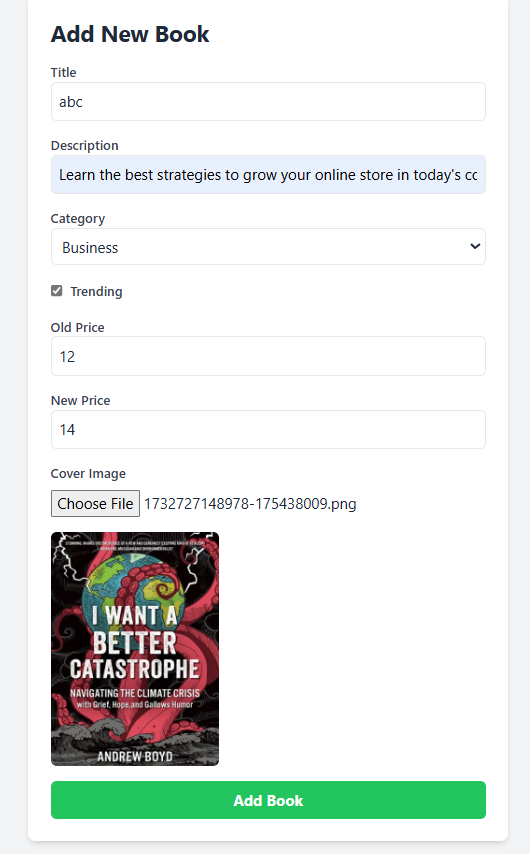 Add New Book
Title
abc
Description
Learn the best strategies to grow your online store in today's cc
Category
Business
Trending
Old Price
12
New Price
14
Cover Image
Choose File 1732727148978-175438009.png
I WANT A
BETTER
CATASTROPHE
NAVIGATING THE CLIMATE CRISIS
with Grief, Hope, and Gallows Humor
ANDREW BOYD
Add Book